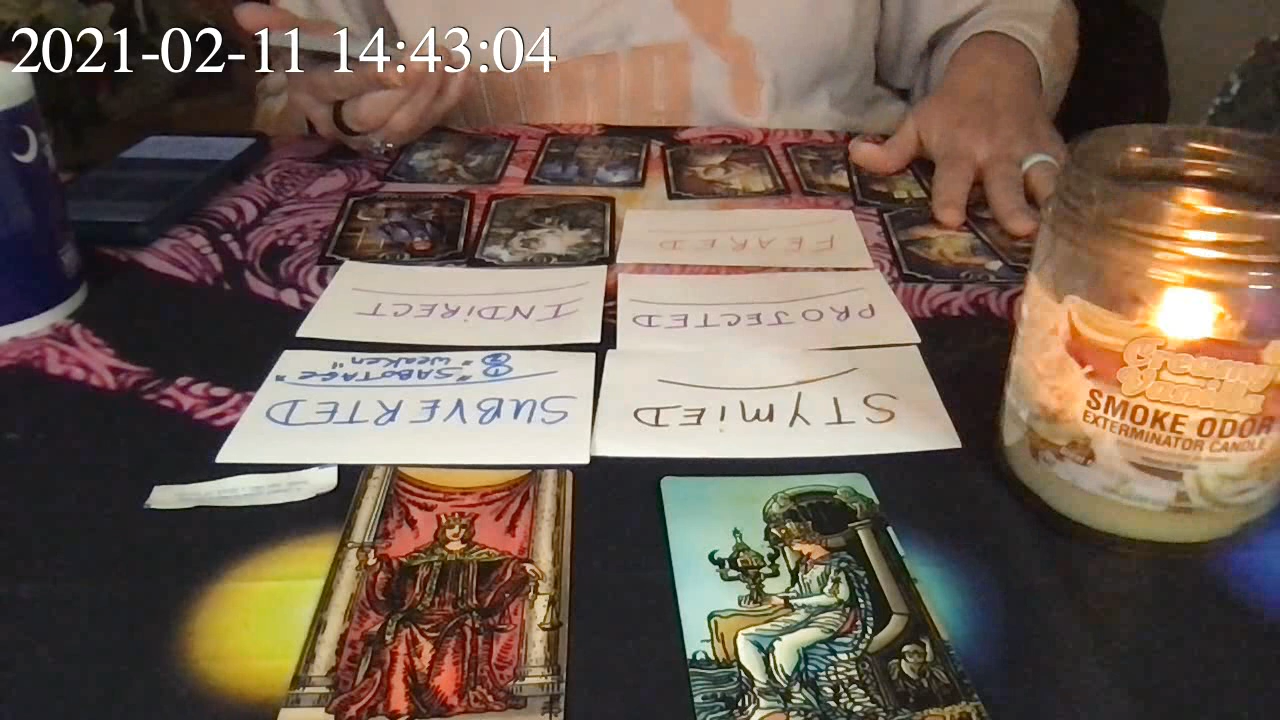 2021-02-11 14:43:04
FEARED
INDIRECT
PROJECTED
SUBVERTED
① "SABOTAGE"
② "weaken"
STYMiED
Creamy
Vanilla
SMOKE ODOR
EXTERMINATOR CANDLE